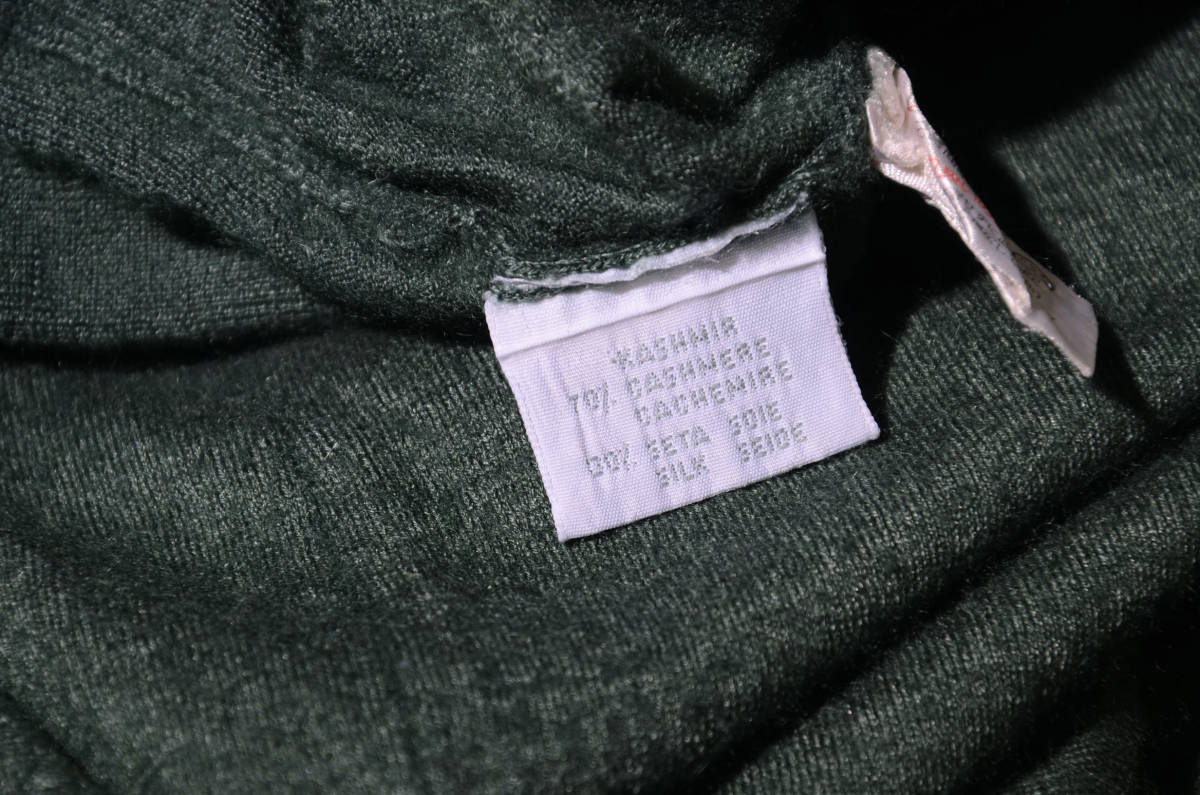 KASHMIR
70% CASHMERE
CACHEMIRE
30% SETA SOIE
SILK SEIDE